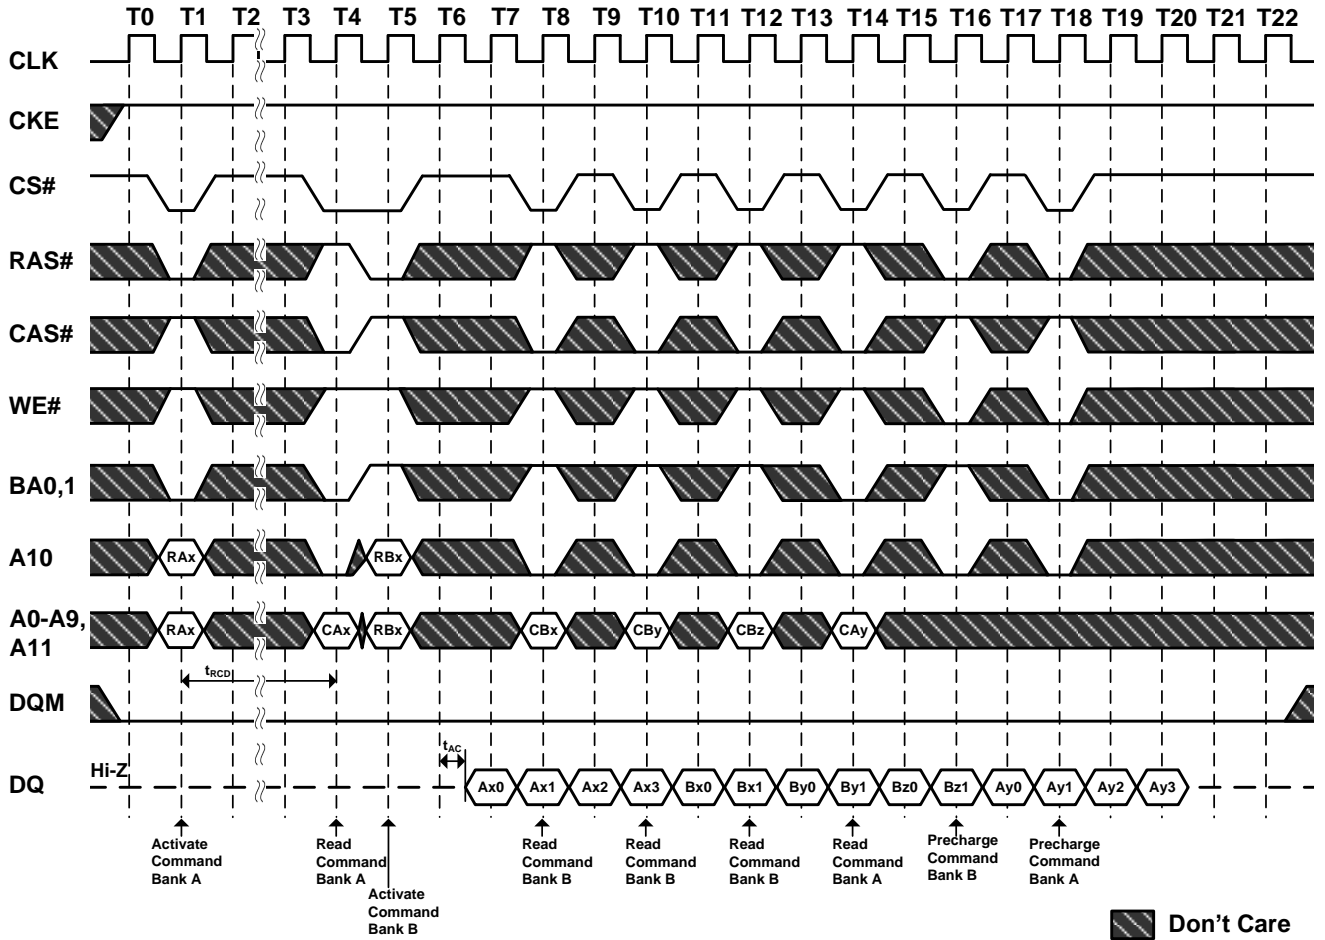 T0 T1 T2 T3 T4 T5 T6 T7 T8 T9 T10 T11 T12 T13 T14 T15 T16 T17 T18 T19 T20 T21 T22
CLK
CKE
CS#
RAS#
CAS#
WE#
BA0,1
A10
RAx RBx
A0-A9,
A11
RAx CAx RBx CBx CBy CBz CAy
tRCD
DQM
tAC
Hi-Z
DQ
Ax0 Ax1 Ax2 Ax3 Bx0 Bx1 By0 By1 Bz0 Bz1 Ay0 Ay1 Ay2 Ay3
Activate
Command
Bank A
Read
Command
Bank A
Activate
Command
Bank B
Read
Command
Bank B
Read
Command
Bank B
Read
Command
Bank B
Read
Command
Bank A
Precharge
Command
Bank B
Precharge
Command
Bank A
Don't Care